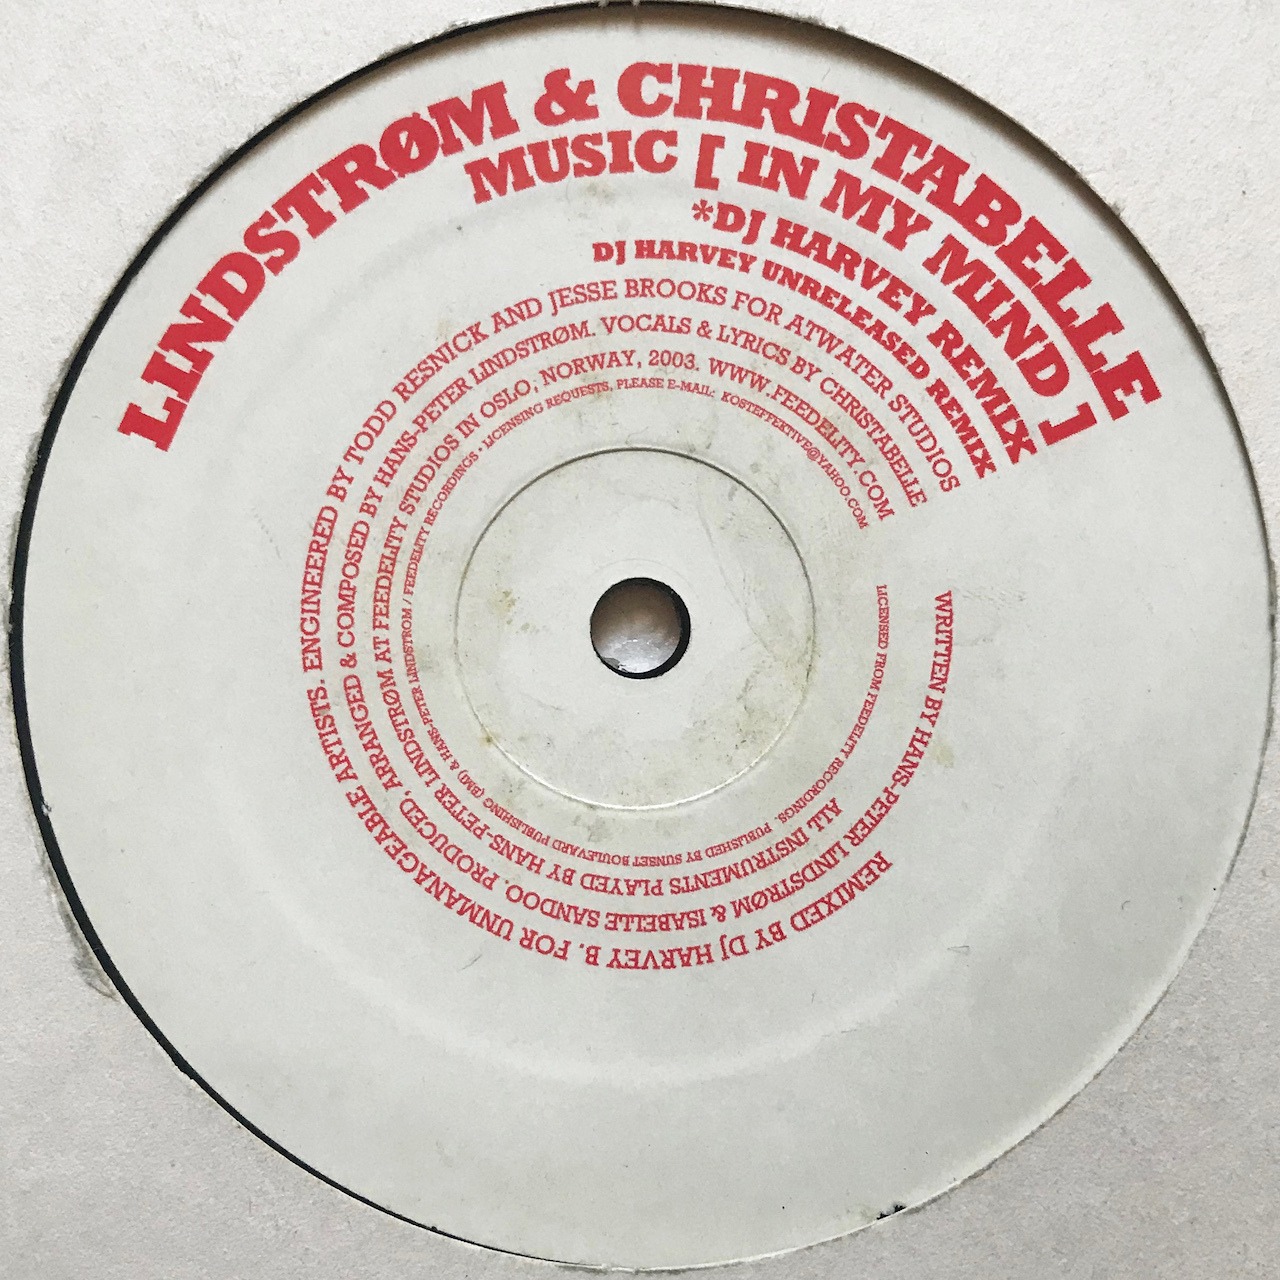 LINDSTRØM & CHRISTABELLE
MUSIC [ IN MY MIND ]
*DJ HARVEY REMIX
DJ HARVEY UNRELEASED REMIX
REMIXED BY DJ HARVEY B. FOR UNMANAGEABLE ARTISTS. ENGINEERED BY TODD RESNICK AND JESSE BROOKS FOR ATWATER STUDIOS
WRITTEN BY HANS-PETER LINDSTRØM & ISABELLE SANDOO. PRODUCED, ARRANGED & COMPOSED BY HANS-PETER LINDSTRØM. VOCALS & LYRICS BY CHRISTABELLE
ALL INSTRUMENTS PLAYED BY HANS-PETER LINDSTRØM AT FEEDELITY STUDIOS IN OSLO, NORWAY, 2003. WWW.FEEDELITY.COM
LICENSED FROM FEEDELITY RECORDINGS. PUBLISHED BY SUNSET BOULEVARD PUBLISHING (BMI) & HANS-PETER LINDSTROM / FEEDELITY RECORDINGS • LICENSING REQUESTS, PLEASE E-MAIL: KOSTEFFEKTIVE@YAHOO.COM